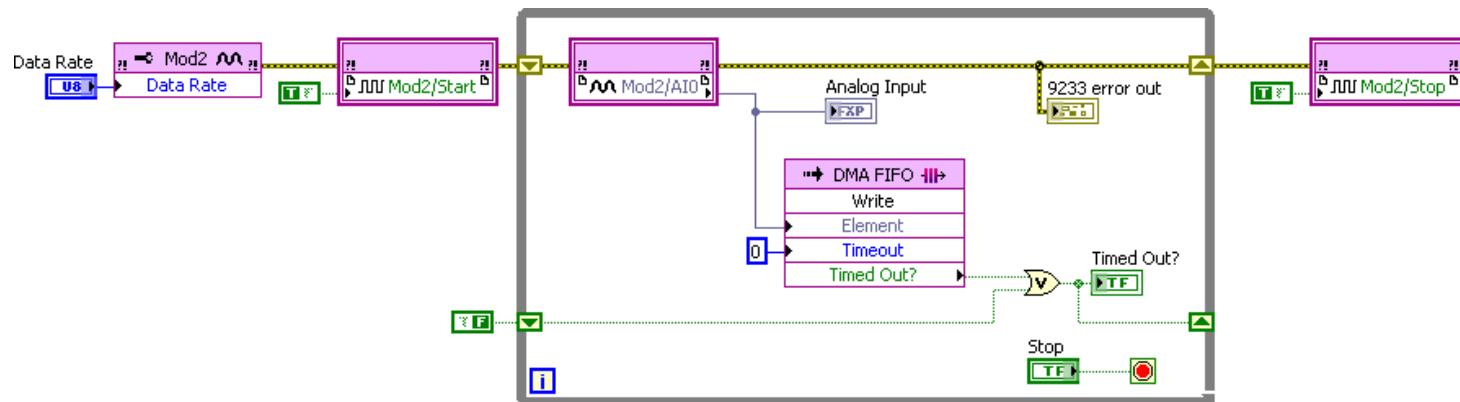 Data Rate
U8
Mod2
Data Rate
T
Mod2/Start
Mod2/AI0
Analog Input
FXP
9233 error out
T
Mod2/Stop
DMA FIFO
Write
Element
0
Timeout
Timed Out?
V
Timed Out?
TF
F
Stop
TF
i